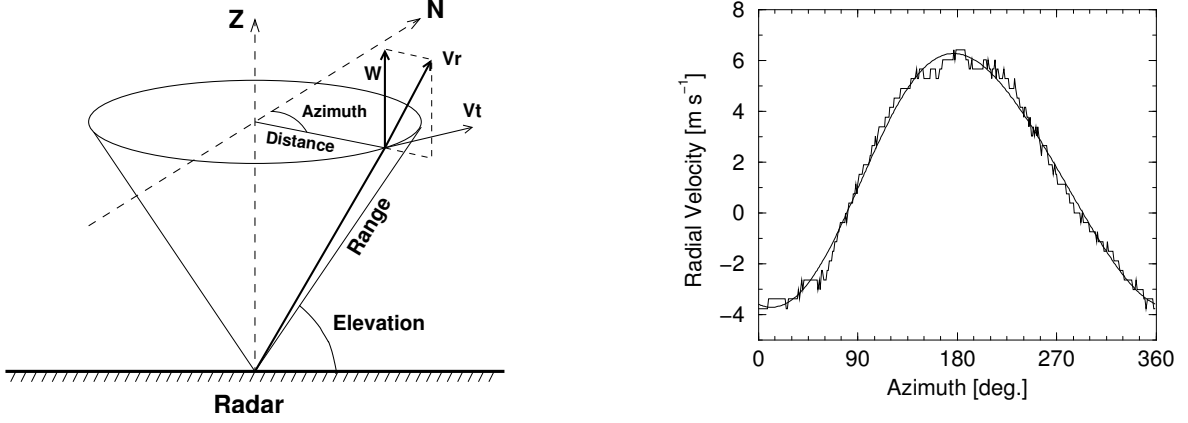 N
Z
W
Vr
Azimuth
Vt
Distance
Range
Elevation
Radar
8
6
4
2
0
−2
−4
Radial Velocity [m s⁻¹]
0 90 180 270 360
Azimuth [deg.]